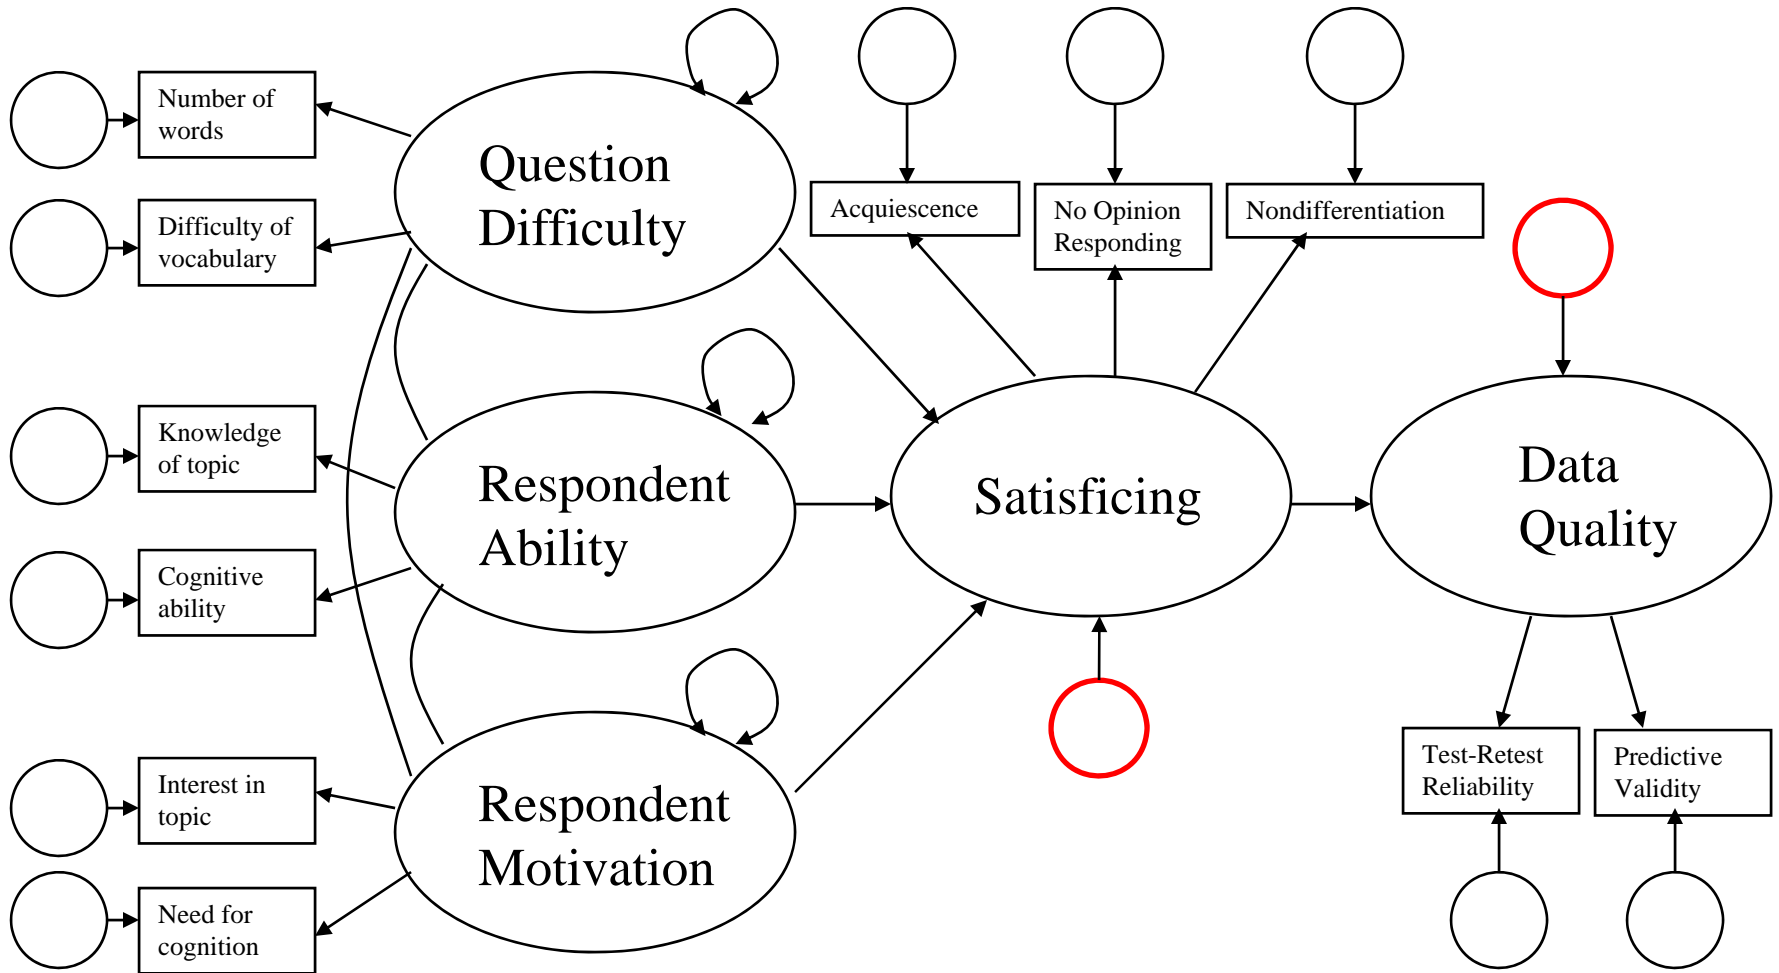 Number of
words
Difficulty of
vocabulary
Question
Difficulty
Acquiescence
No Opinion
Responding
Nondifferentiation
Knowledge
of topic
Cognitive
ability
Respondent
Ability
Satisficing
Data
Quality
Interest in
topic
Need for
cognition
Respondent
Motivation
Test-Retest
Reliability
Predictive
Validity